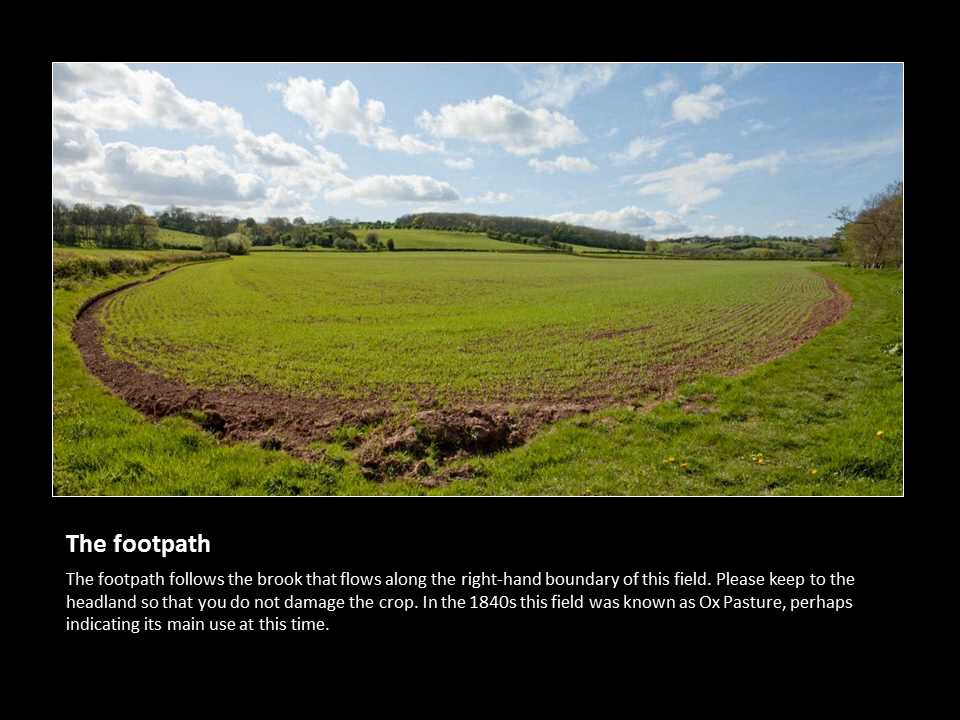 The footpath
The footpath follows the brook that flows along the right-hand boundary of this field. Please keep to the
headland so that you do not damage the crop. In the 1840s this field was known as Ox Pasture, perhaps
indicating its main use at this time.